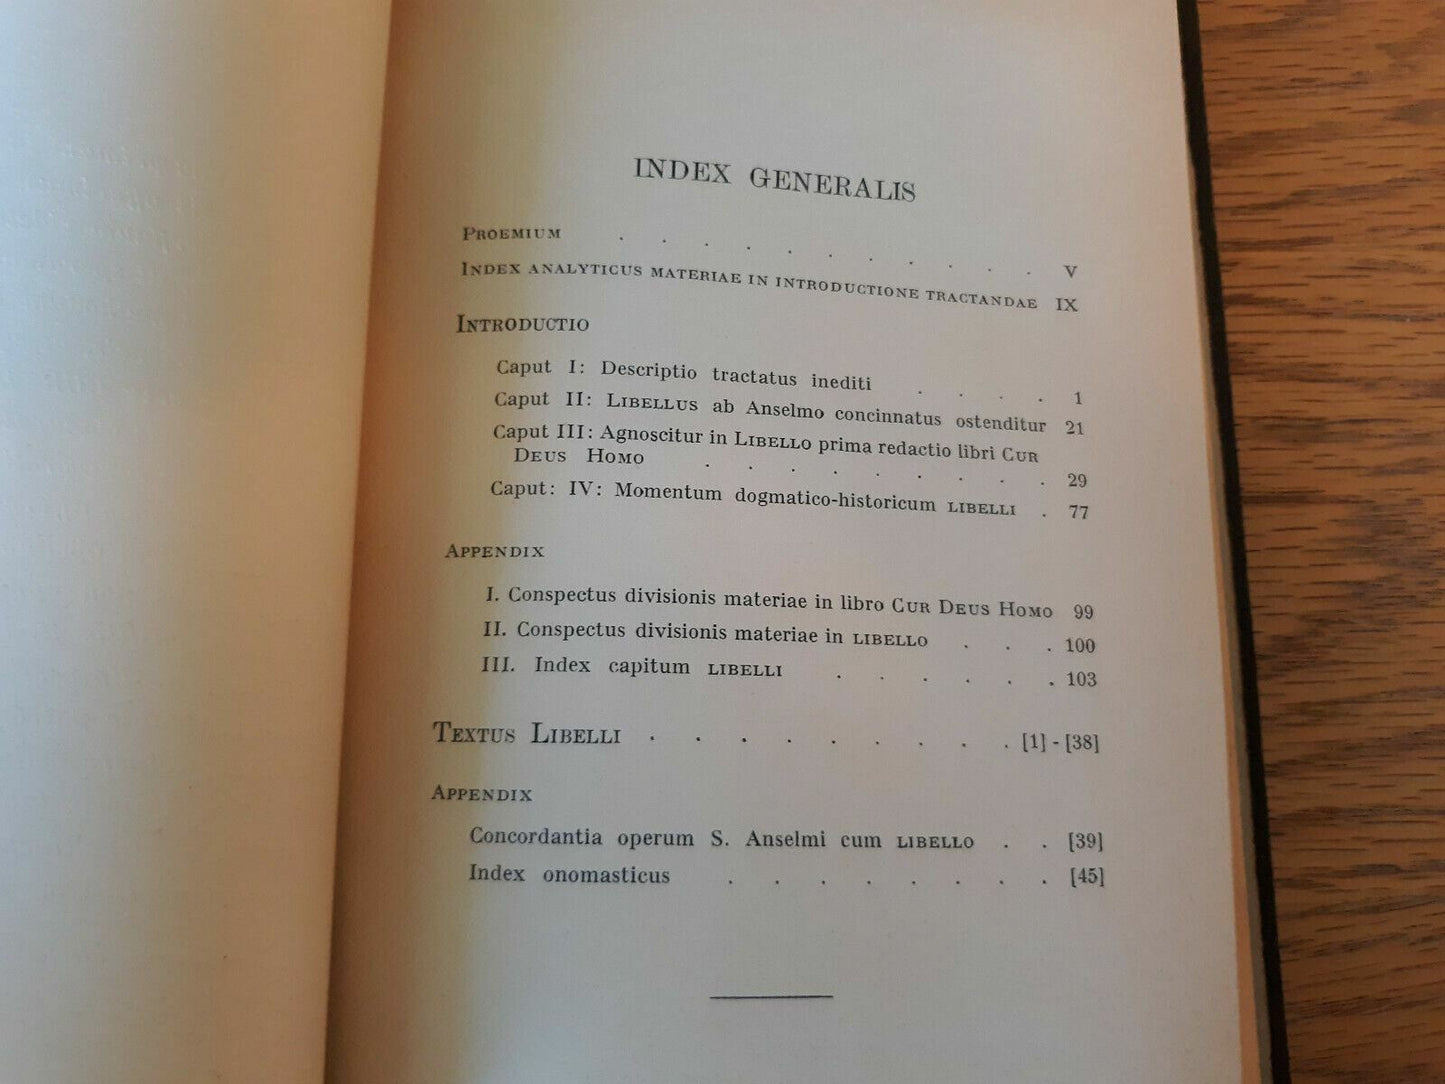 INDEX GENERALIS
PROEMIUM . . . . . . . . . . . V
INDEX ANALYTICUS MATERIAE IN INTRODUCTIONE TRACTANDAE IX
INTRODUCTIO
Caput I: Descriptio tractatus inediti . . . . 1
Caput II: LIBELLUS ab Anselmo concinnatus ostenditur 21
Caput III: Agnoscitur in LIBELLO prima redactio libri CUR
DEUS HOMO . . . . . . . . . 29
Caput: IV: Momentum dogmatico-historicum LIBELLI . 77
APPENDIX
I. Conspectus divisionis materiae in libro CUR DEUS HOMO 99
II. Conspectus divisionis materiae in LIBELLO . . . 100
III. Index capitum LIBELLI . . . . . . 103
TEXTUS LIBELLI . . . . . . . . . [1] - [38]
APPENDIX
Concordantia operum S. Anselmi cum LIBELLO . . [39]
Index onomasticus . . . . . . . . [45]